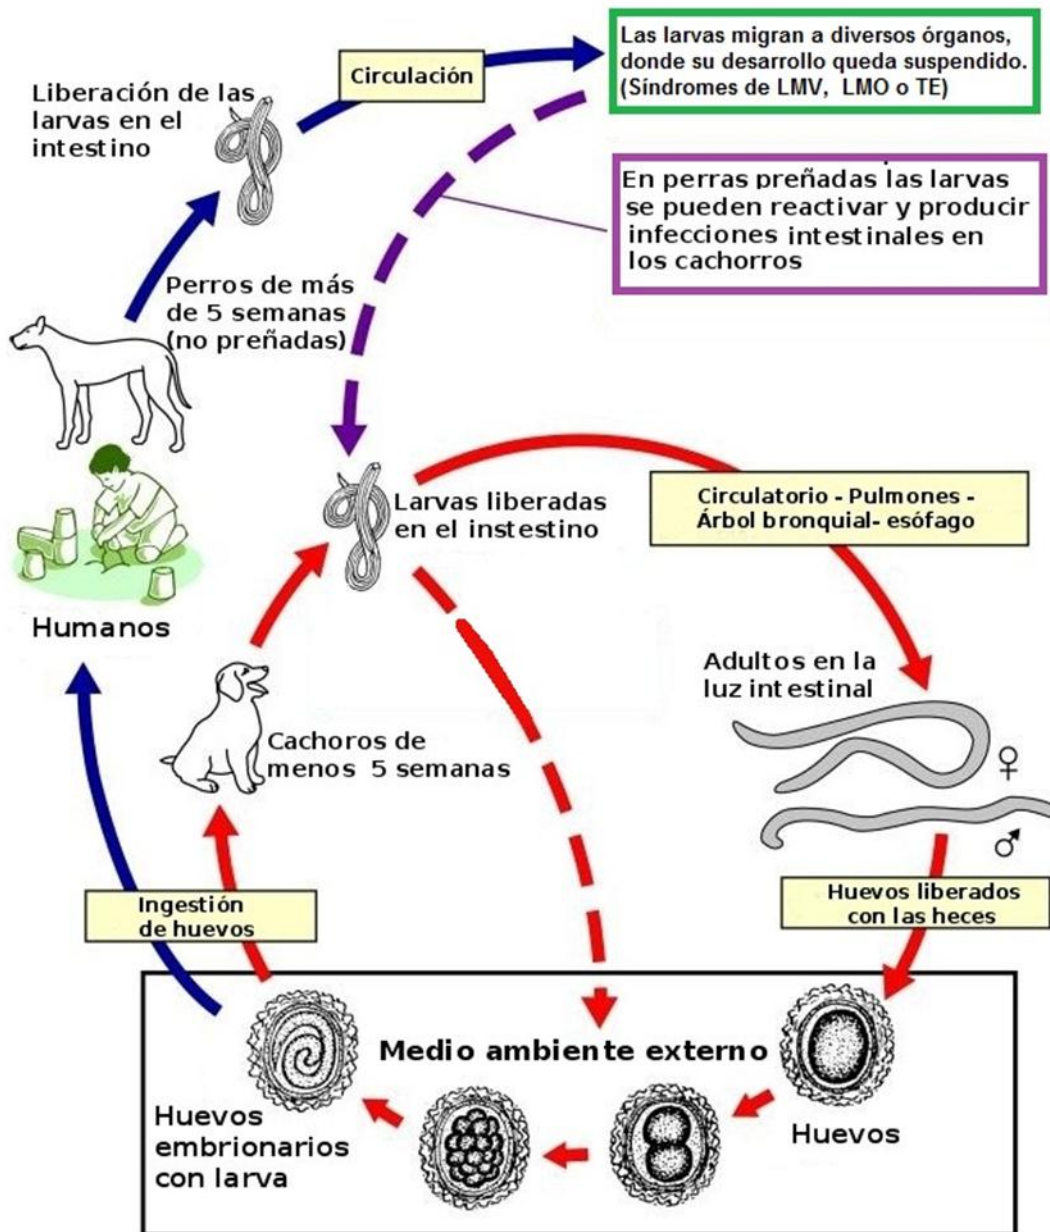 Las larvas migran a diversos órganos,
donde su desarrollo queda suspendido.
(Síndromes de LMV,  LMO o TE)
Circulación
Liberación de las
larvas en el
intestino
En perras preñadas las larvas
se pueden reactivar y producir
infecciones intestinales en
los cachorros
Perros de más
de 5 semanas
(no preñadas)
Larvas liberadas
en el instestino
Circulatorio - Pulmones -
Árbol bronquial- esófago
Humanos
Adultos en la
luz intestinal
♀
♂
Cachoros de
menos  5 semanas
Ingestión
de huevos
Huevos liberados
con las heces
Medio ambiente externo
Huevos
embrionarios
con larva
Huevos